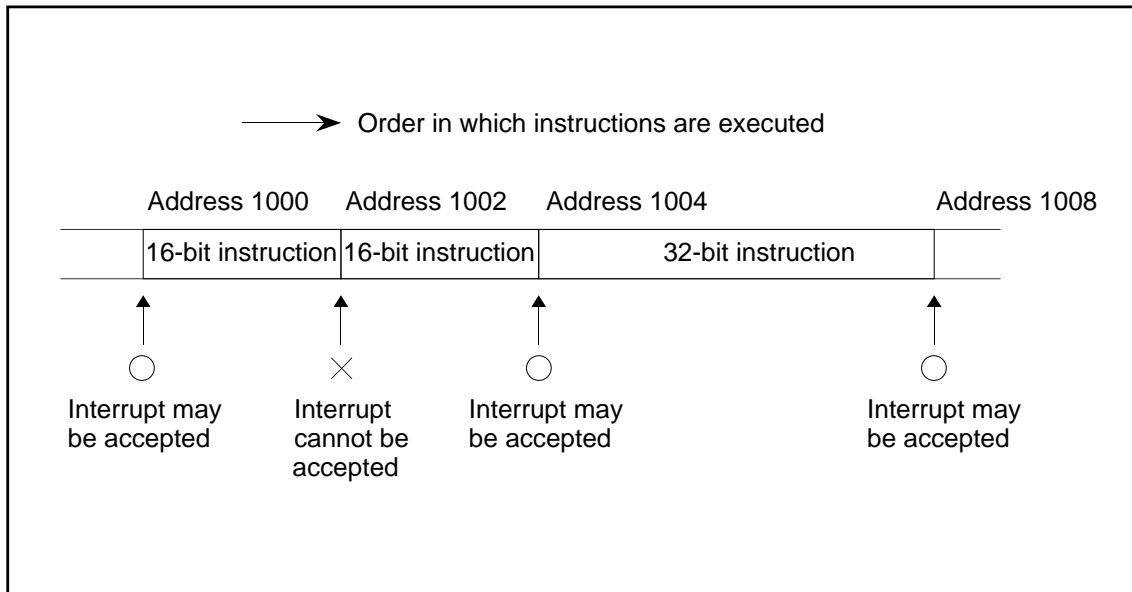 Order in which instructions are executed
Address 1000
Address 1002
Address 1004
Address 1008
16-bit instruction
16-bit instruction
32-bit instruction
Interrupt may
be accepted
Interrupt
cannot be
accepted
Interrupt may
be accepted
Interrupt may
be accepted